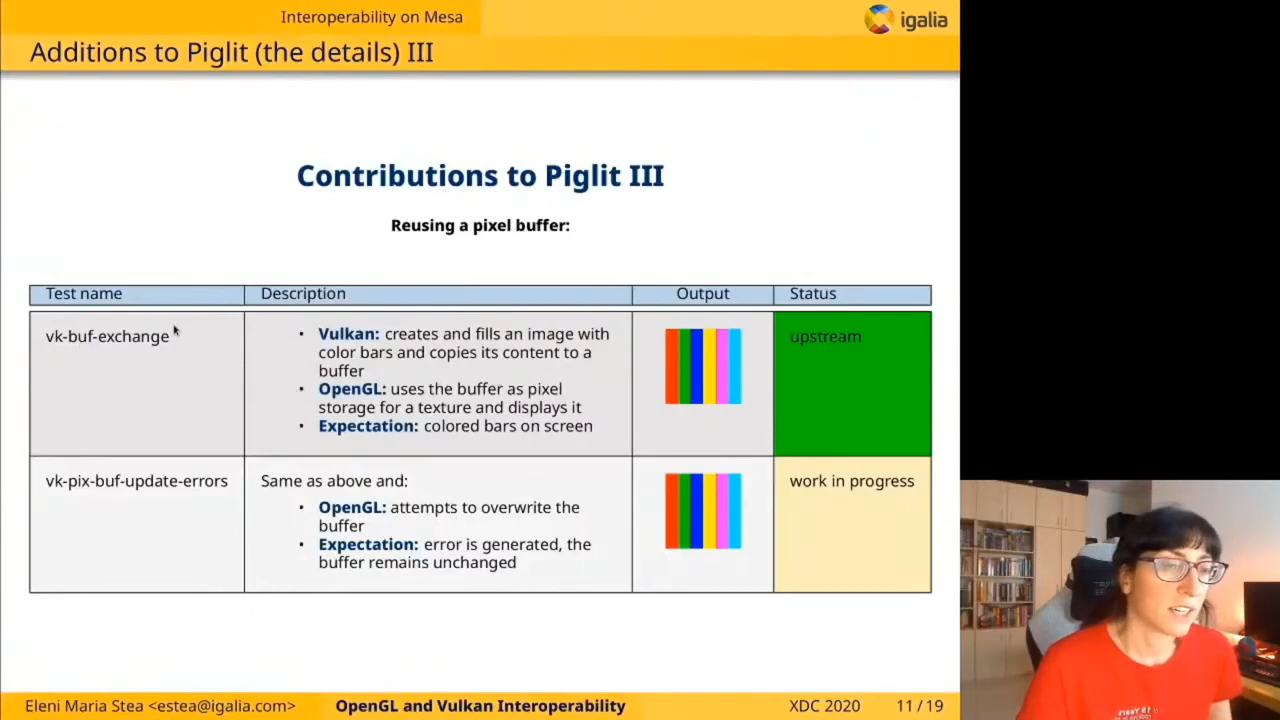 Interoperability on Mesa
igalia
Additions to Piglit (the details) III
Contributions to Piglit III
Reusing a pixel buffer:
Test name Description Output Status
vk-buf-exchange
• Vulkan: creates and fills an image with
color bars and copies its content to a
buffer
• OpenGL: uses the buffer as pixel
storage for a texture and displays it
• Expectation: colored bars on screen
upstream
vk-pix-buf-update-errors
Same as above and:
• OpenGL: attempts to overwrite the
buffer
• Expectation: error is generated, the
buffer remains unchanged
work in progress
Eleni Maria Stea <estea@igalia.com> OpenGL and Vulkan Interoperability XDC 2020 11 / 19